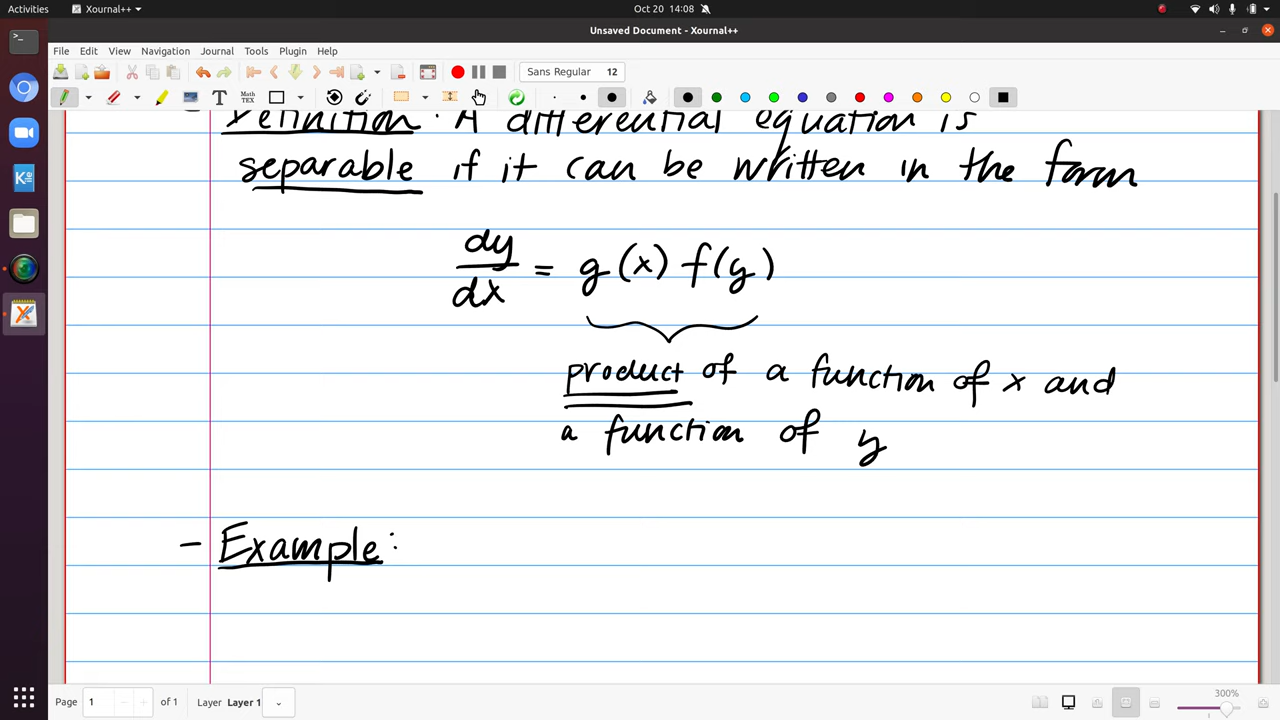 Activities
Xournal++
Oct 20 14:08
Unsaved Document - Xournal++
File Edit View Navigation Journal Tools Plugin Help
Sans Regular 12
Definition: A differential equation is
separable if it can be written in the form
dy/dx = g(x) f(y)
product of a function of x and
a function of y
- Example:
Page 1 of 1 Layer Layer 1 300%